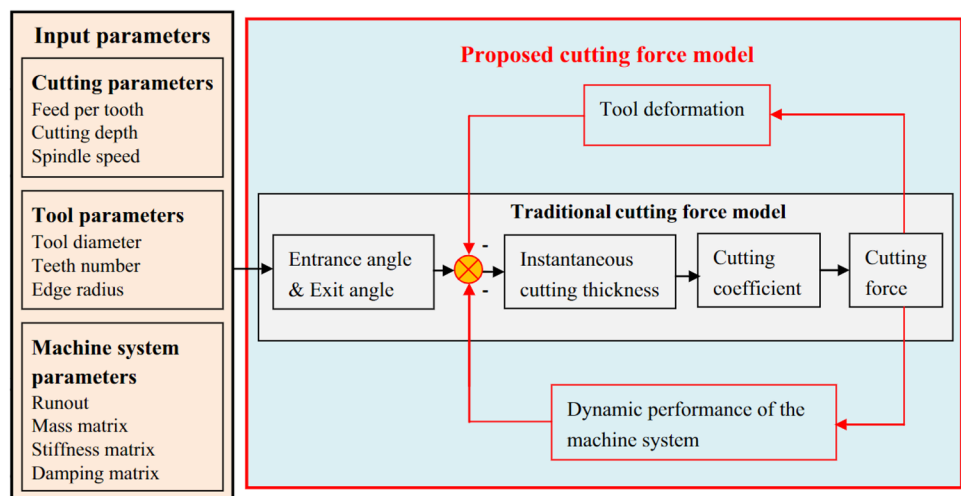 Input parameters
Cutting parameters
Feed per tooth
Cutting depth
Spindle speed
Tool parameters
Tool diameter
Teeth number
Edge radius
Machine system
parameters
Runout
Mass matrix
Stiffness matrix
Damping matrix
Proposed cutting force model
Tool deformation
Traditional cutting force model
Entrance angle
& Exit angle
-
-
Instantaneous
cutting thickness
Cutting
coefficient
Cutting
force
Dynamic performance of the
machine system